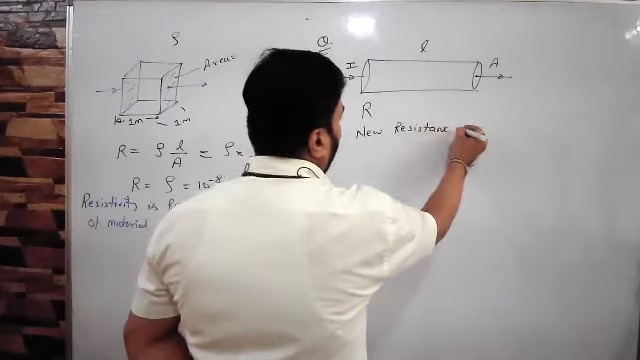 ρ
Area=
1m
1m
R = ρ l/A = ρ x
R = ρ = 10^-8
Resistivity is R
of material
Q.
l
I
A
R
New Resistance